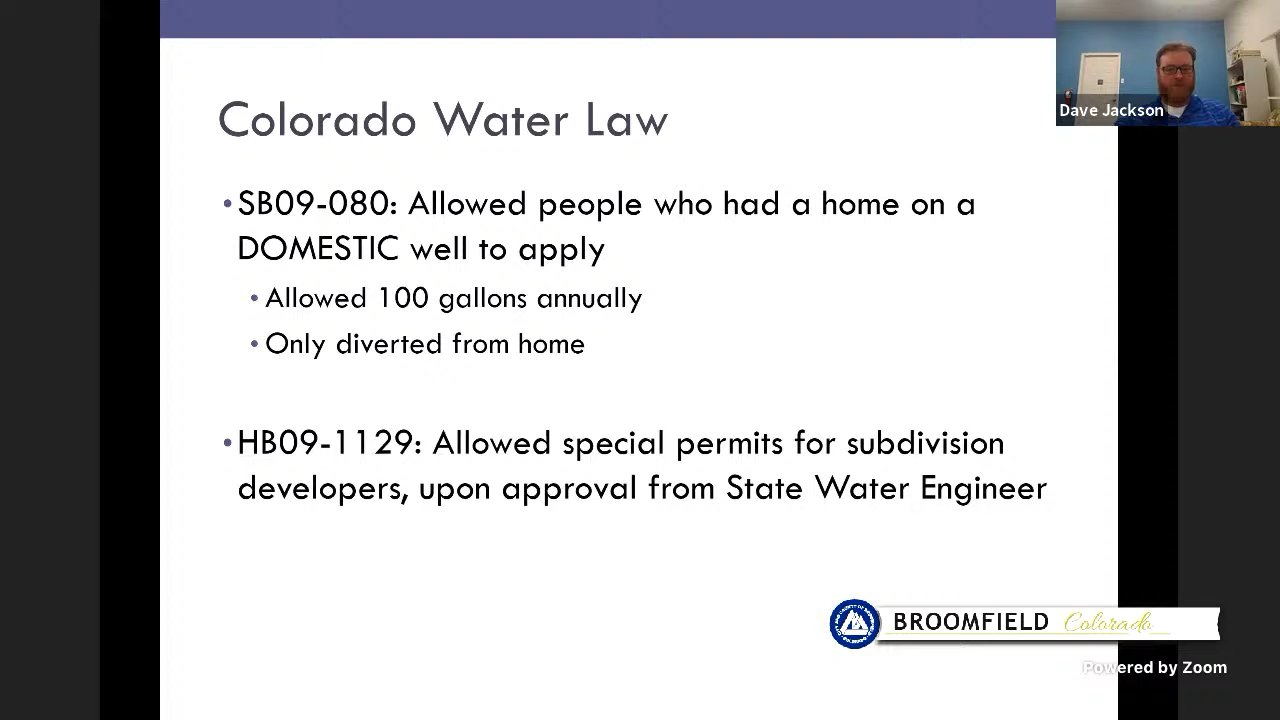 Dave Jackson
Colorado Water Law
• SB09-080: Allowed people who had a home on a
DOMESTIC well to apply
• Allowed 100 gallons annually
• Only diverted from home
• HB09-1129: Allowed special permits for subdivision
developers, upon approval from State Water Engineer
BROOMFIELD Colorado
Powered by Zoom